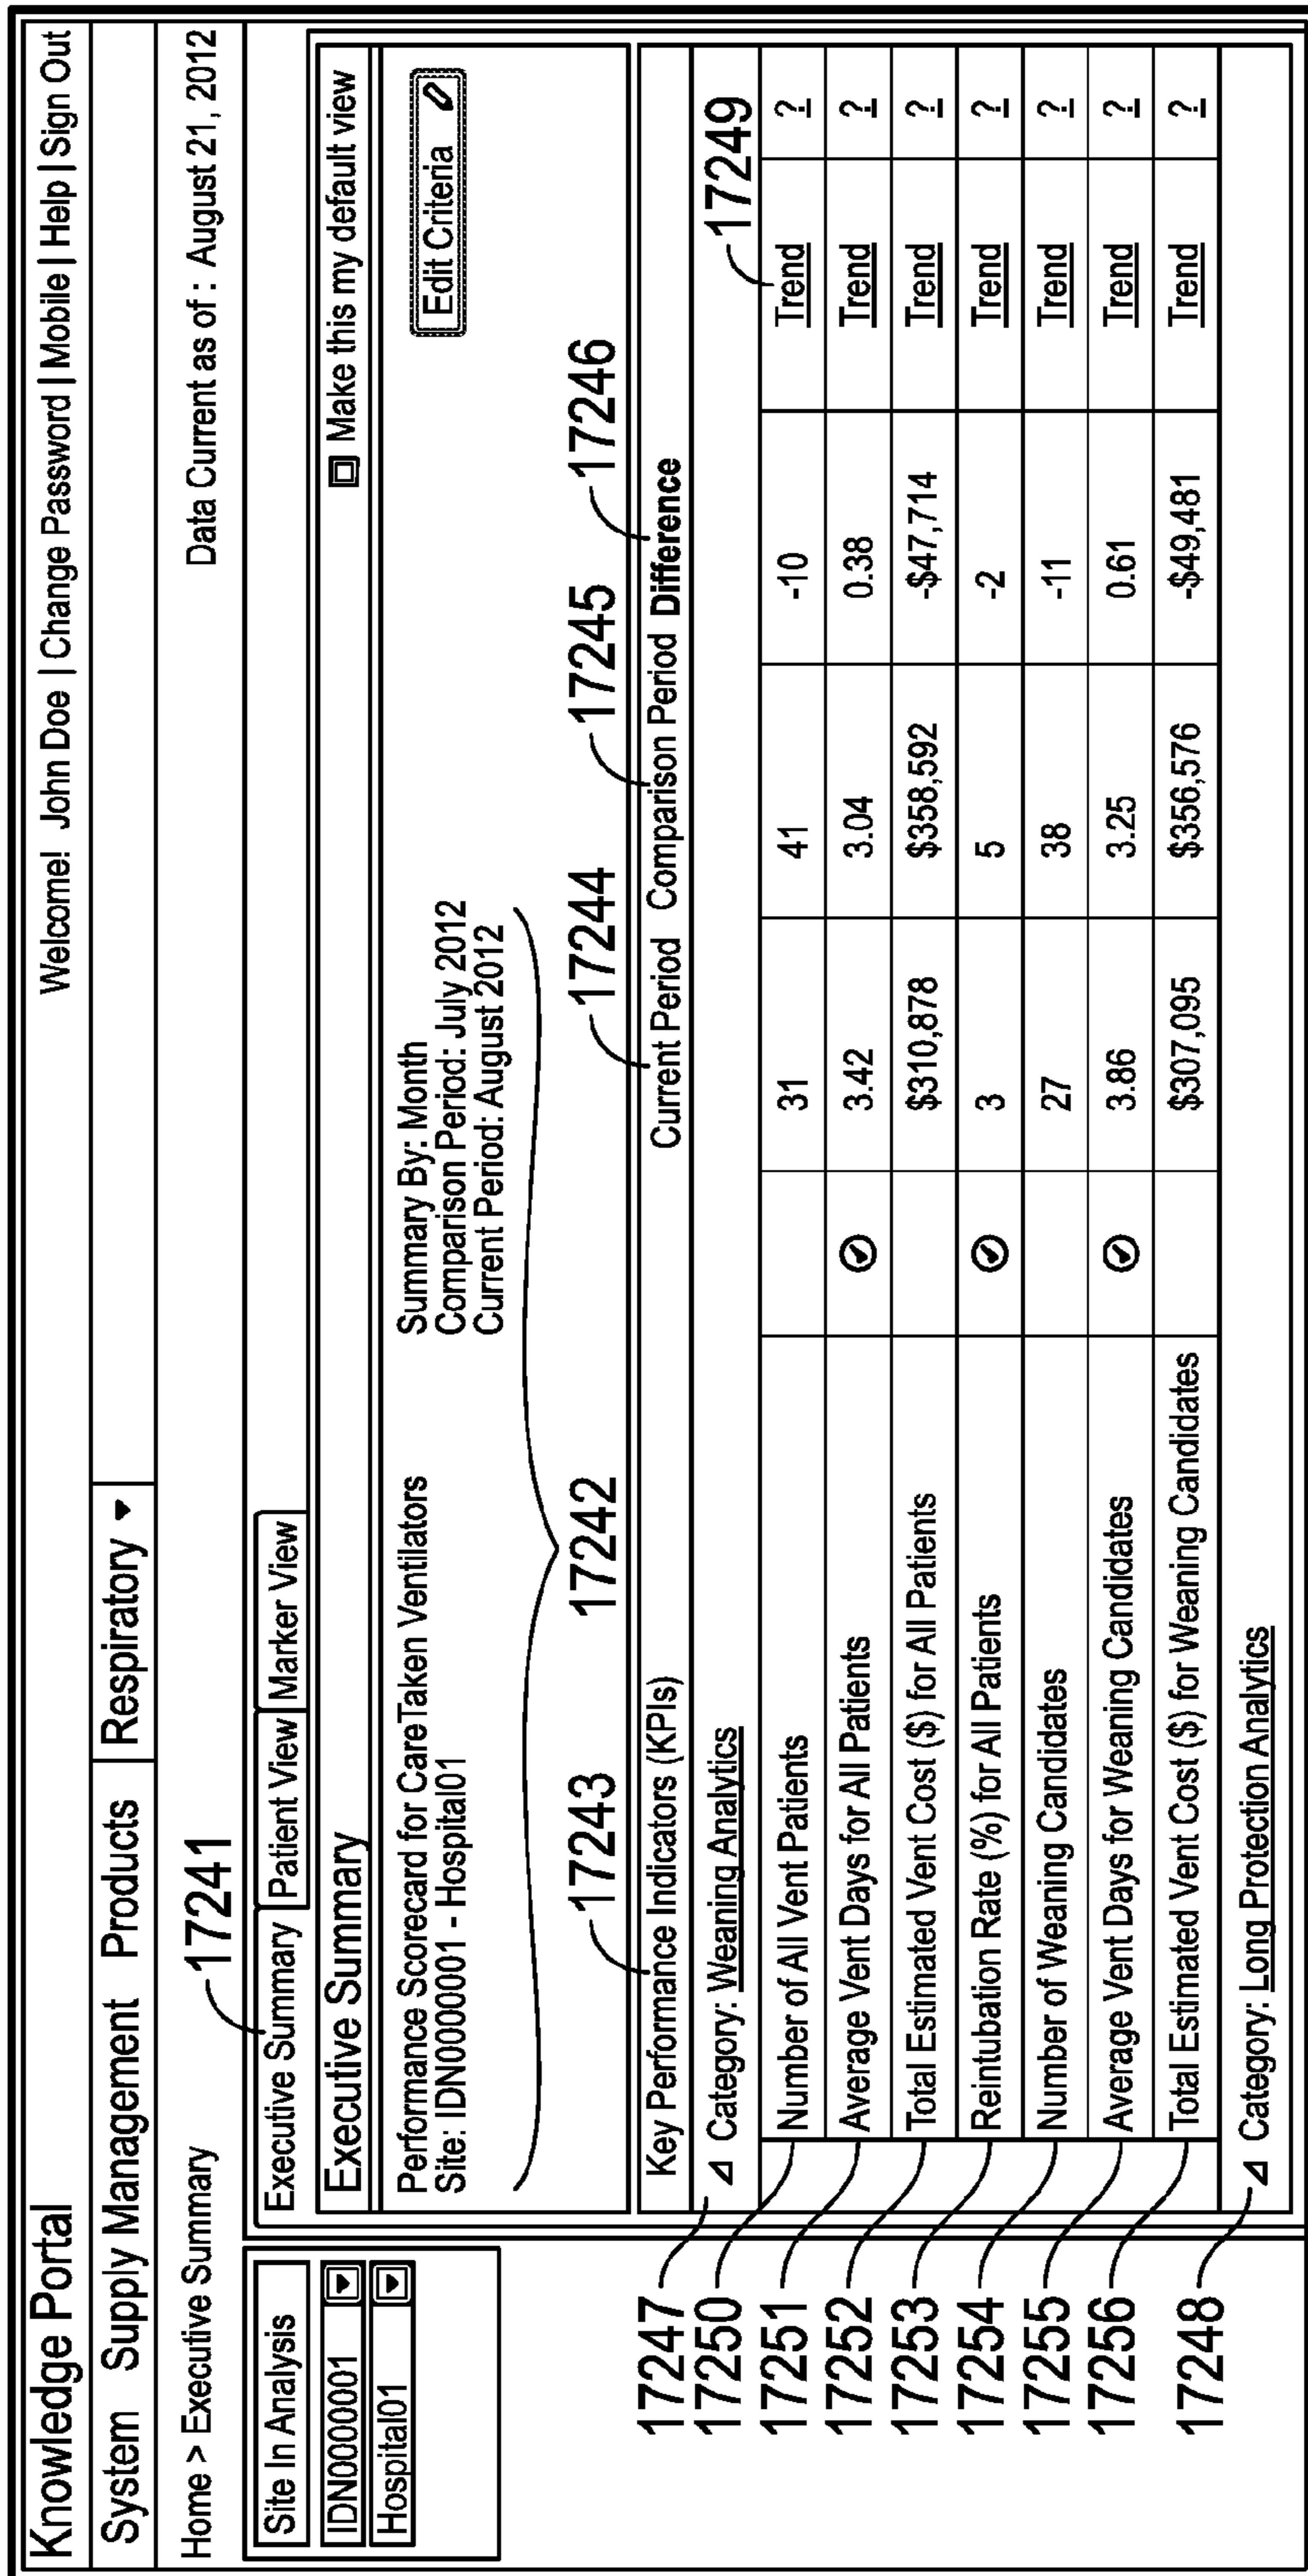 Knowledge Portal
Welcome! John Doe | Change Password | Mobile | Help | Sign Out
System Supply Management Products Respiratory ▼
Home > Executive Summary
Data Current as of : August 21, 2012
17241
Site In Analysis
IDN000001
Hospital01
Executive Summary Patient View Marker View
Executive Summary
Make this my default view
Performance Scorecard for CareTaken Ventilators
Site: IDN000001 - Hospital01
Summary By: Month
Comparison Period: July 2012
Current Period: August 2012
Edit Criteria
17243 17242 17244 17245 17246
Key Performance Indicators (KPIs) Current Period Comparison Period Difference
17247 Category: Weaning Analytics
17249
17250 Number of All Vent Patients 31 41 -10 Trend ?
17251 Average Vent Days for All Patients 3.42 3.04 0.38 Trend ?
17252 Total Estimated Vent Cost ($) for All Patients $310,878 $358,592 -$47,714 Trend ?
17253 Reintubation Rate (%) for All Patients 3 5 -2 Trend ?
17254 Number of Weaning Candidates 27 38 -11 Trend ?
17255 Average Vent Days for Weaning Candidates 3.86 3.25 0.61 Trend ?
17256 Total Estimated Vent Cost ($) for Weaning Candidates $307,095 $356,576 -$49,481 Trend ?
17248 Category: Long Protection Analytics